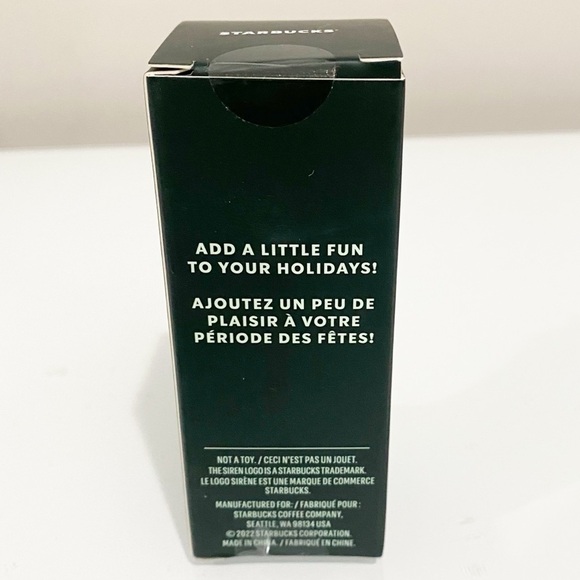 STARBUCKS®
ADD A LITTLE FUN
TO YOUR HOLIDAYS!
AJOUTEZ UN PEU DE
PLAISIR À VOTRE
PÉRIODE DES FÊTES!
NOT A TOY. / CECI N'EST PAS UN JOUET.
THE SIREN LOGO IS A STARBUCKS TRADEMARK.
LE LOGO SIRÈNE EST UNE MARQUE DE COMMERCE
STARBUCKS.
MANUFACTURED FOR: / FABRIQUÉ POUR :
STARBUCKS COFFEE COMPANY,
SEATTLE, WA 98134 USA
© 2022 STARBUCKS CORPORATION.
MADE IN CHINA. / FABRIQUÉ EN CHINE.